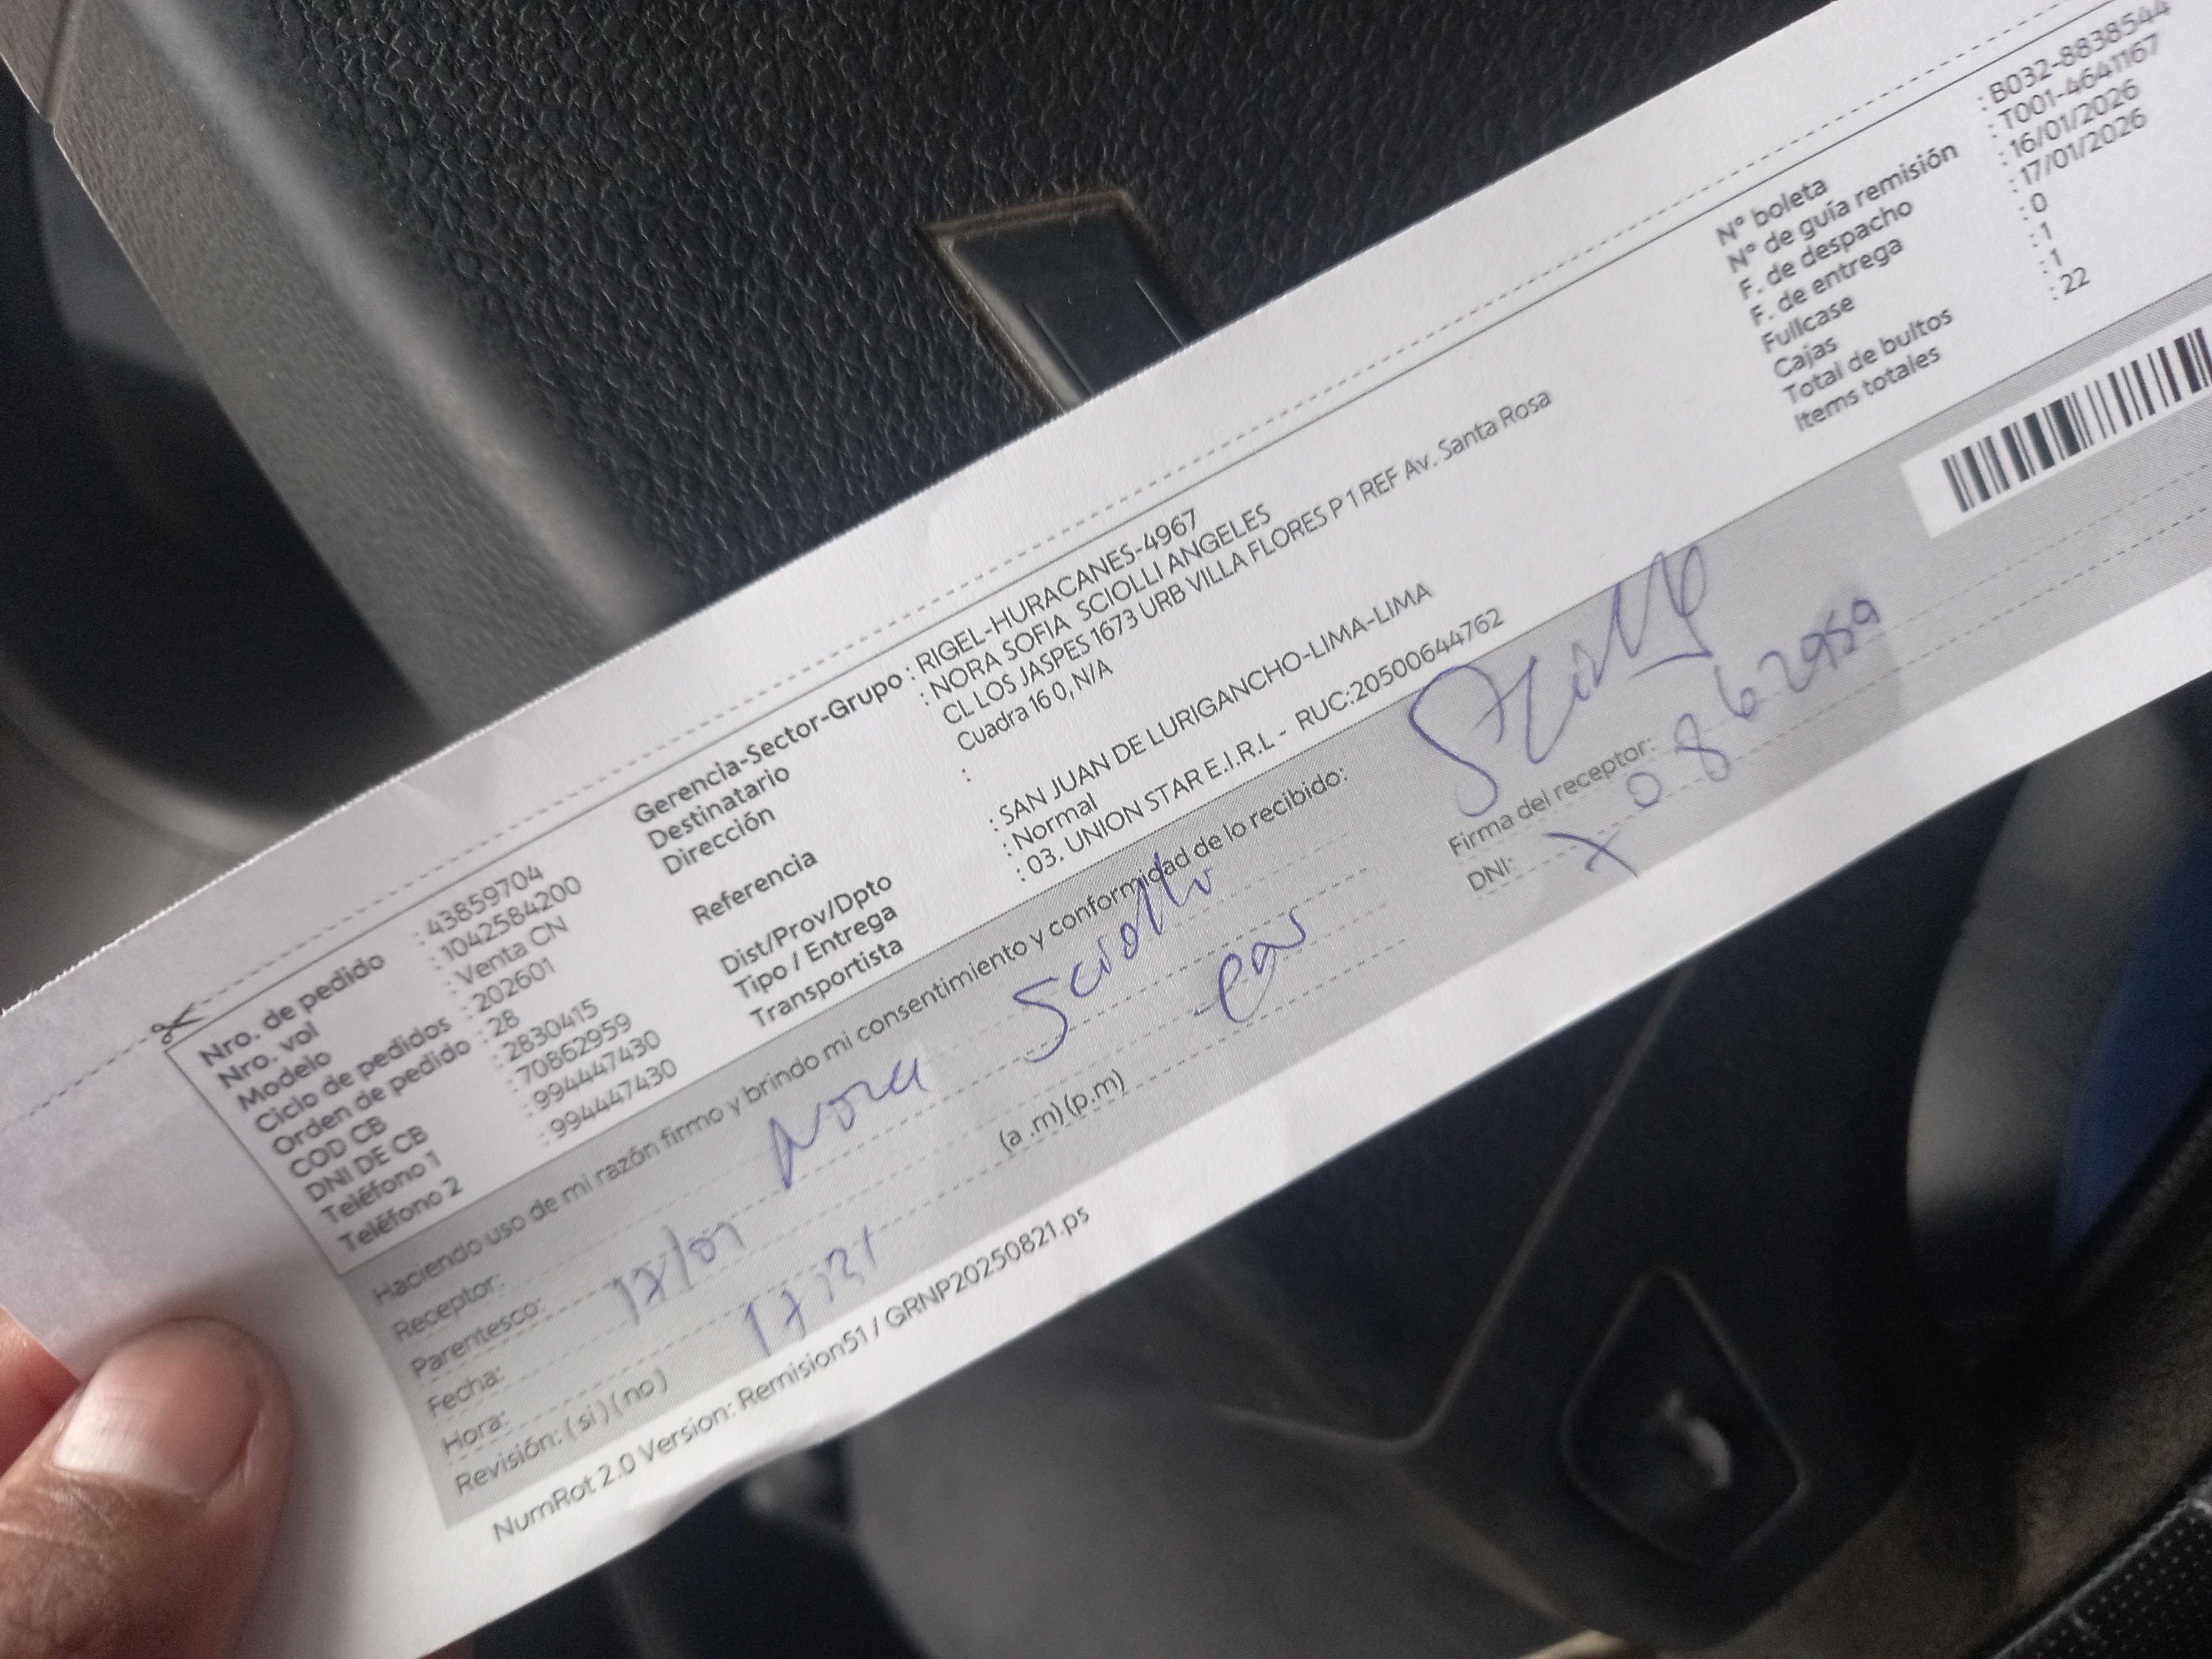 Nro. de pedido : 43859704
Nro. vol : 1042584200
Modelo : Venta CN
Ciclo de pedidos : 202601
Orden de pedido : 28
COD CB : 2830415
DNI DE CB : 70862959
Teléfono 1 : 994447430
Teléfono 2 : 994447430
Gerencia-Sector-Grupo : RIGEL-HURACANES-4967
Destinatario : NORA SOFIA SCIOLLI ANGELES
Dirección CL LOS JASPES 1673 URB VILLA FLORES P 1 REF Av. Santa Rosa
Cuadra 16 0, N/A
Referencia :
Dist/Prov/Dpto : SAN JUAN DE LURIGANCHO-LIMA-LIMA
Tipo / Entrega : Normal
Transportista : 03. UNION STAR E.I.R.L - RUC:20500644762
N° boleta : B032-8838544
N° de guía remisión : T001-4641167
F. de despacho : 16/01/2026
F. de entrega : 17/01/2026
Fullcase : 0
Cajas : 1
Total de bultos : 1
Items totales : 22
Haciendo uso de mi razón firmo y brindo mi consentimiento y conformidad de lo recibido:
Receptor: Nora
Parentesco:
Fecha: 17/01
Hora: 17:31 (a .m) (p.m)
Revisión: ( si ) ( no )
Firma del receptor:
DNI: x 0862959
NumRot 2.0 Version: Remision51 / GRNP20250821.ps